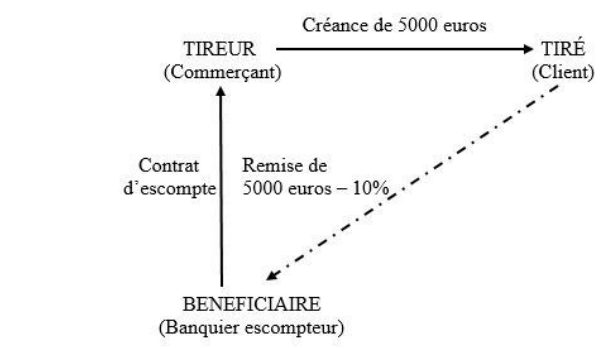 Créance de 5000 euros
TIREUR
(Commerçant)
TIRÉ
(Client)
Contrat
d’escompte
Remise de
5000 euros – 10%
BENEFICIAIRE
(Banquier escompteur)